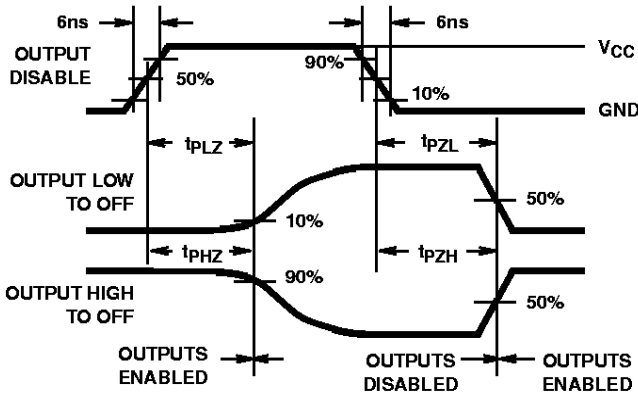 6ns
6ns
OUTPUT
DISABLE
50%
90%
10%
VCC
GND
tPLZ
tPZL
OUTPUT LOW
TO OFF
10%
50%
tPHZ
tPZH
OUTPUT HIGH
TO OFF
90%
50%
OUTPUTS
ENABLED
OUTPUTS
DISABLED
OUTPUTS
ENABLED